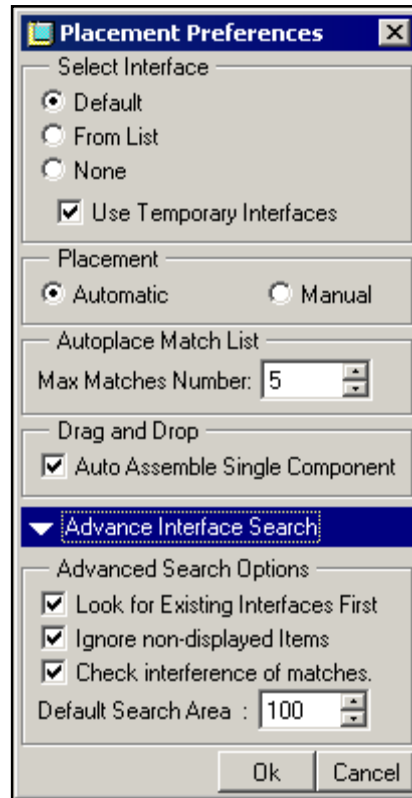 Placement Preferences
Select Interface
Default
From List
None
Use Temporary Interfaces
Placement
Automatic Manual
Autoplace Match List
Max Matches Number: 5
Drag and Drop
Auto Assemble Single Component
Advance Interface Search
Advanced Search Options
Look for Existing Interfaces First
Ignore non-displayed Items
Check interference of matches.
Default Search Area : 100
Ok Cancel